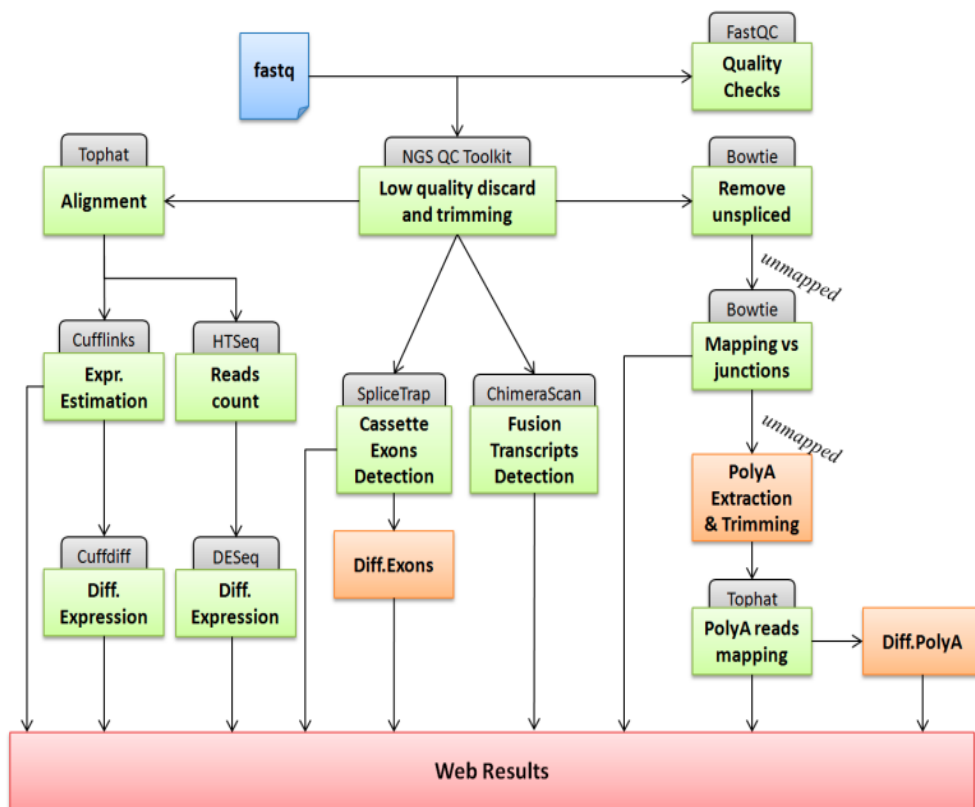 FastQC
fastq
Quality
Checks
Tophat
NGS QC Toolkit
Bowtie
Alignment
Low quality discard
and trimming
Remove
unspliced
unmapped
Cufflinks
HTSeq
Bowtie
Expr.
Estimation
Reads
count
Mapping vs
junctions
SpliceTrap
ChimeraScan
Cassette
Exons
Detection
Fusion
Transcripts
Detection
unmapped
PolyA
Extraction
& Trimming
Cuffdiff
DESeq
Diff.Exons
Diff.
Expression
Diff.
Expression
Tophat
PolyA reads
mapping
Diff.PolyA
Web Results